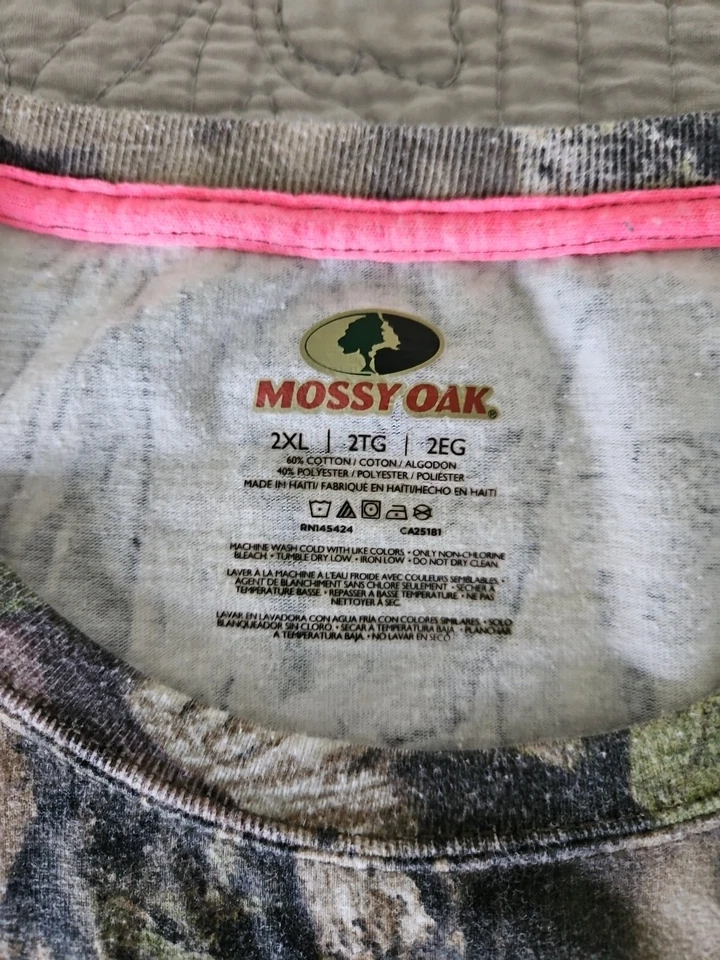 MOSSY OAK®
2XL | 2TG | 2EG
60% COTTON / COTON / ALGODON
40% POLYESTER / POLYESTER / POLIÉSTER
MADE IN HAITI/ FABRIQUÉ EN HAITI/HECHO EN HAITI
RN145424 CA25181
MACHINE WASH COLD WITH LIKE COLORS • ONLY NON-CHLORINE
BLEACH • TUMBLE DRY LOW • IRON LOW • DO NOT DRY CLEAN
LAVER À LA MACHINE À L'EAU FROIDE AVEC COULEURS SEMBLABLES •
AGENT DE BLANCHIMENT SANS CHLORE SEULEMENT • SÉCHER À
TEMPÉRATURE BASSE • REPASSER À BASSE TEMPÉRATURE • NE PAS
NETTOYER À SEC
LAVAR EN LAVADORA CON AGUA FRÍA CON COLORES SIMILARES • SOLO
BLANQUEADOR SIN CLORO • SECAR A TEMPERATURA BAJA • PLANCHAR
A TEMPERATURA BAJA • NO LAVAR EN SECO